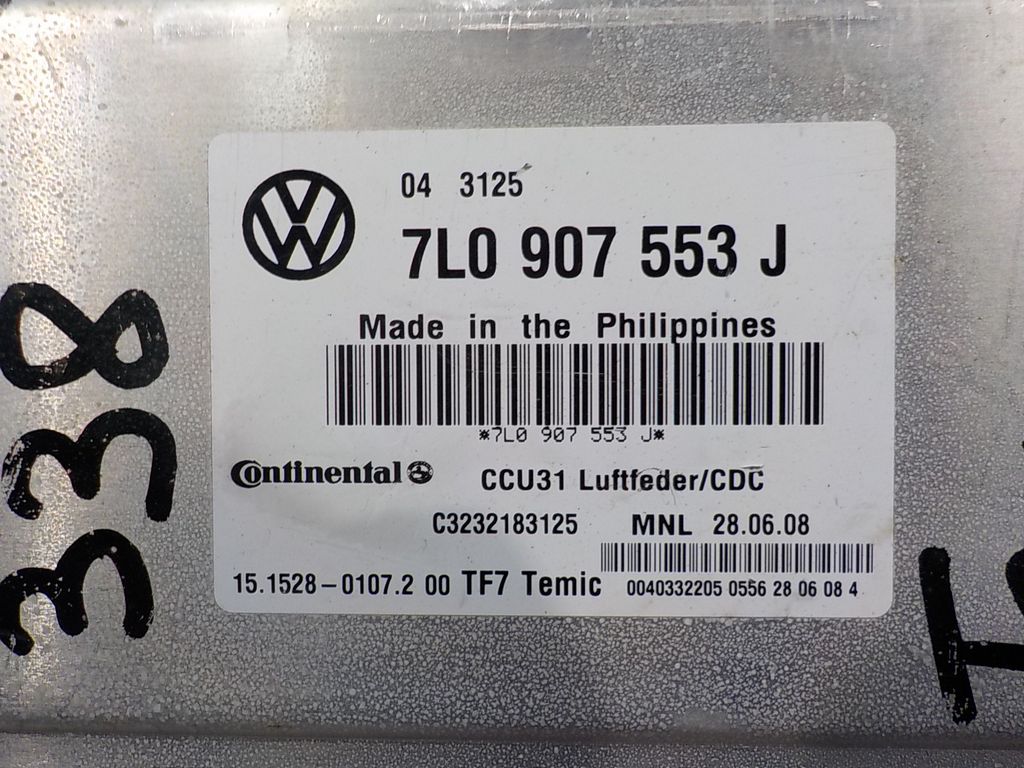 04 3125
7L0 907 553 J
Made in the Philippines
*7L0 907 553 J*
Continental
CCU31 Luftfeder/CDC
C3232183125 MNL 28.06.08
15.1528-0107.2 00 TF7 Temic 0040332205 0556 28 06 08 4
338